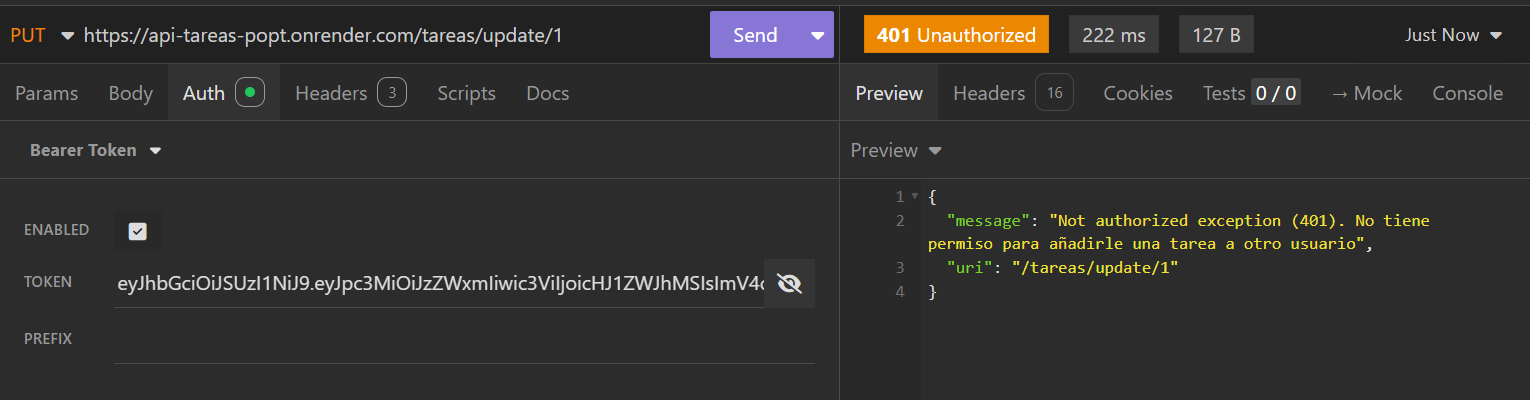 PUT https://api-tareas-popt.onrender.com/tareas/update/1 Send
401 Unauthorized 222 ms 127 B Just Now
Params Body Auth Headers 3 Scripts Docs
Preview Headers 16 Cookies Tests 0 / 0 → Mock Console
Bearer Token
Preview
ENABLED
TOKEN eyJhbGciOiJSUzI1NiJ9.eyJpc3MiOiJzZWxmIiwic3ViIjoicHJ1ZWJhMSIsImV4c
PREFIX
1 {
2 "message": "Not authorized exception (401). No tiene
permiso para añadirle una tarea a otro usuario",
3 "uri": "/tareas/update/1"
4 }